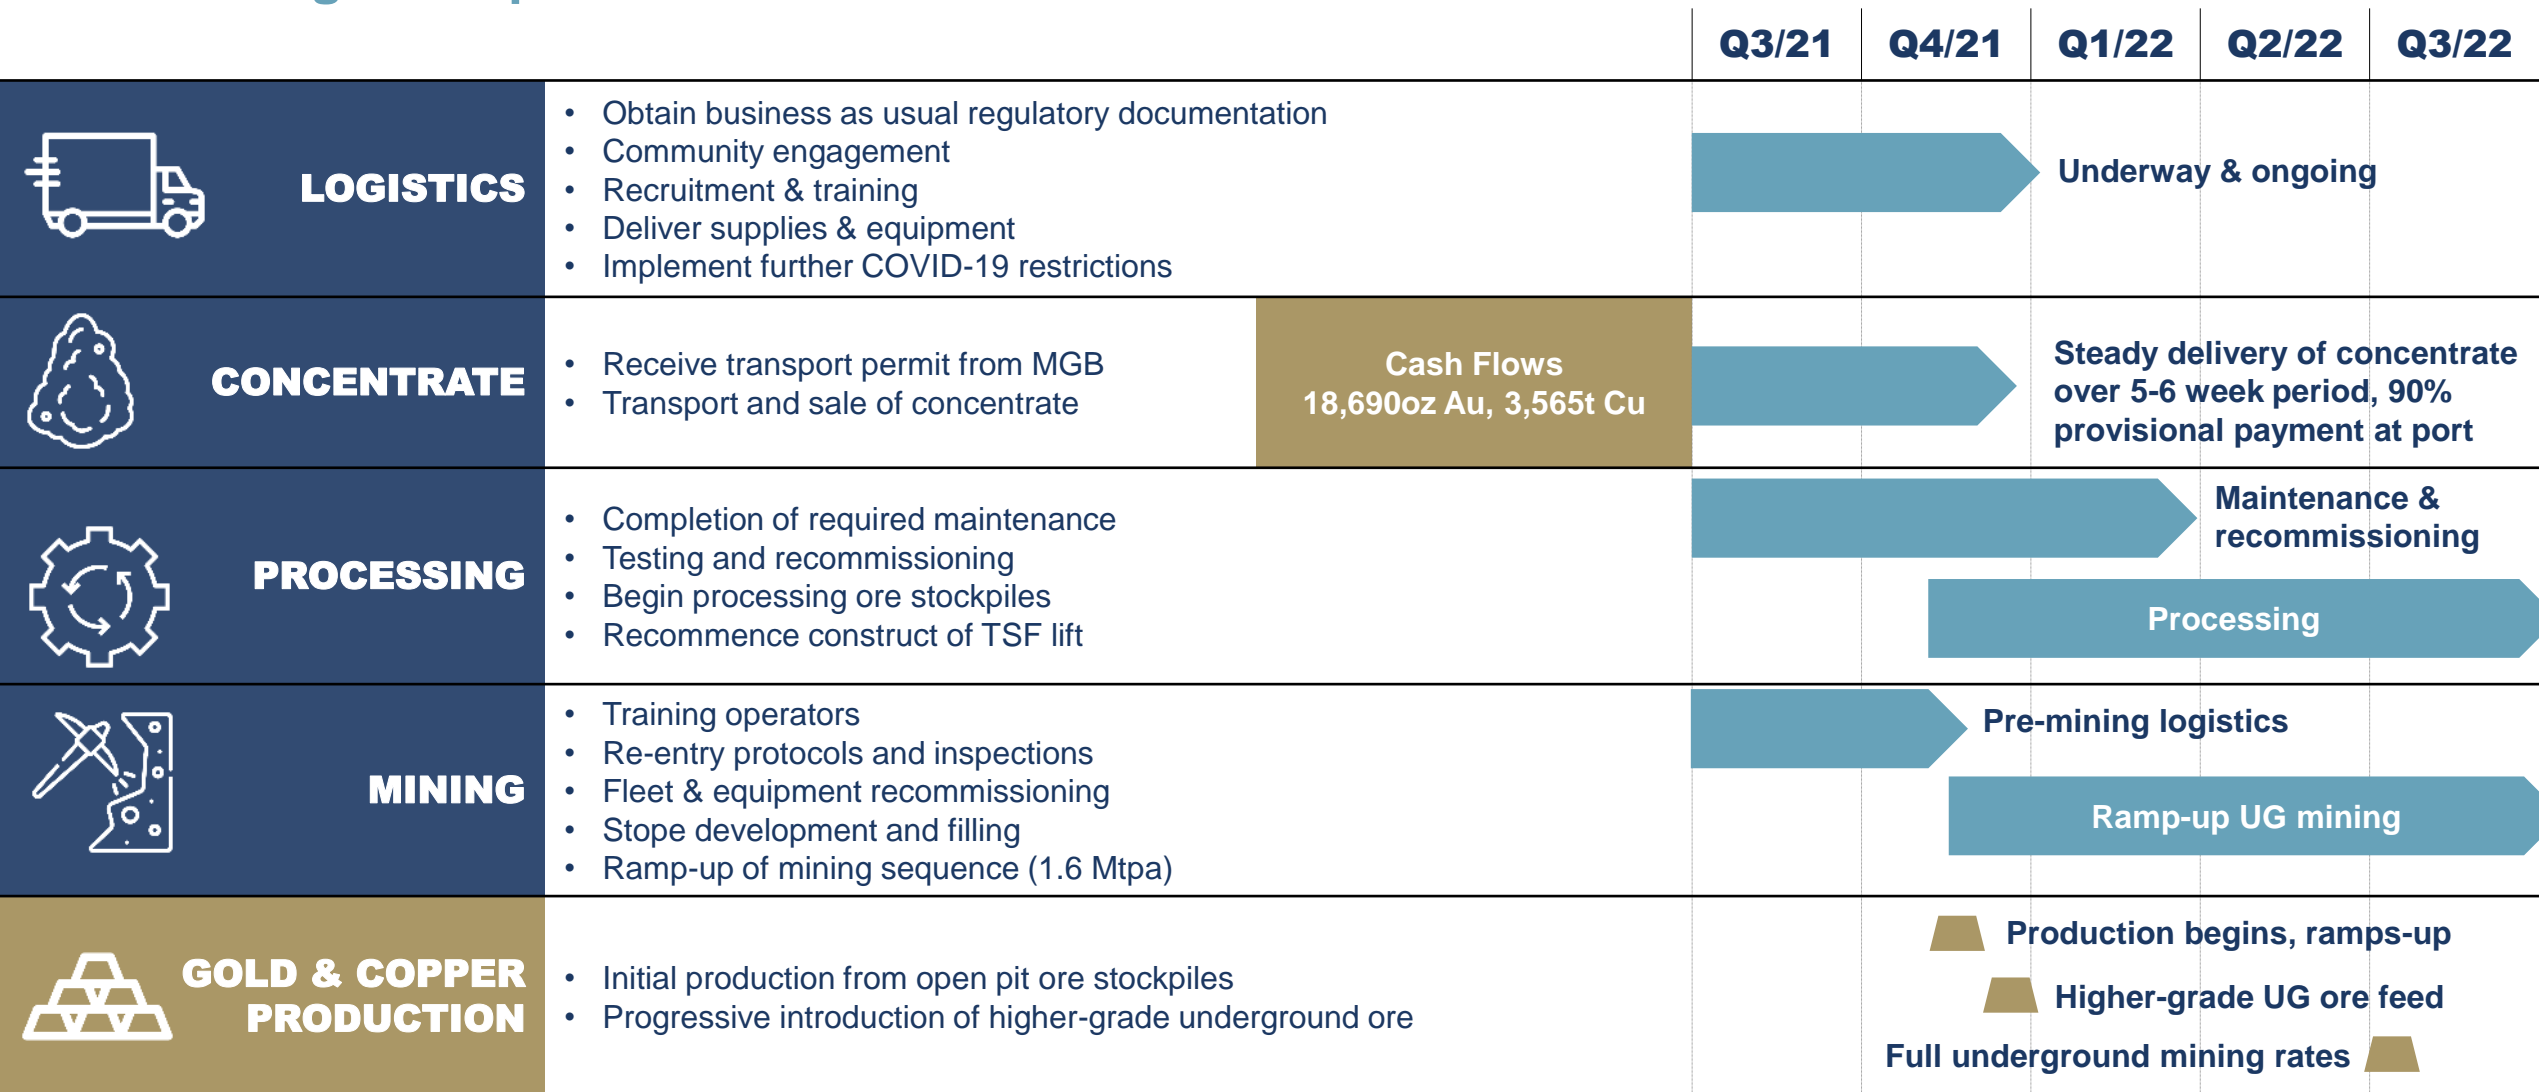 Q3/21 Q4/21 Q1/22 Q2/22 Q3/22
LOGISTICS
• Obtain business as usual regulatory documentation
• Community engagement
• Recruitment & training
• Deliver supplies & equipment
• Implement further COVID-19 restrictions
Underway & ongoing
CONCENTRATE
• Receive transport permit from MGB
• Transport and sale of concentrate
Cash Flows
18,690oz Au, 3,565t Cu
Steady delivery of concentrate
over 5-6 week period, 90%
provisional payment at port
PROCESSING
• Completion of required maintenance
• Testing and recommissioning
• Begin processing ore stockpiles
• Recommence construct of TSF lift
Maintenance &
recommissioning
Processing
MINING
• Training operators
• Re-entry protocols and inspections
• Fleet & equipment recommissioning
• Stope development and filling
• Ramp-up of mining sequence (1.6 Mtpa)
Pre-mining logistics
Ramp-up UG mining
GOLD & COPPER
PRODUCTION
• Initial production from open pit ore stockpiles
• Progressive introduction of higher-grade underground ore
Production begins, ramps-up
Higher-grade UG ore feed
Full underground mining rates